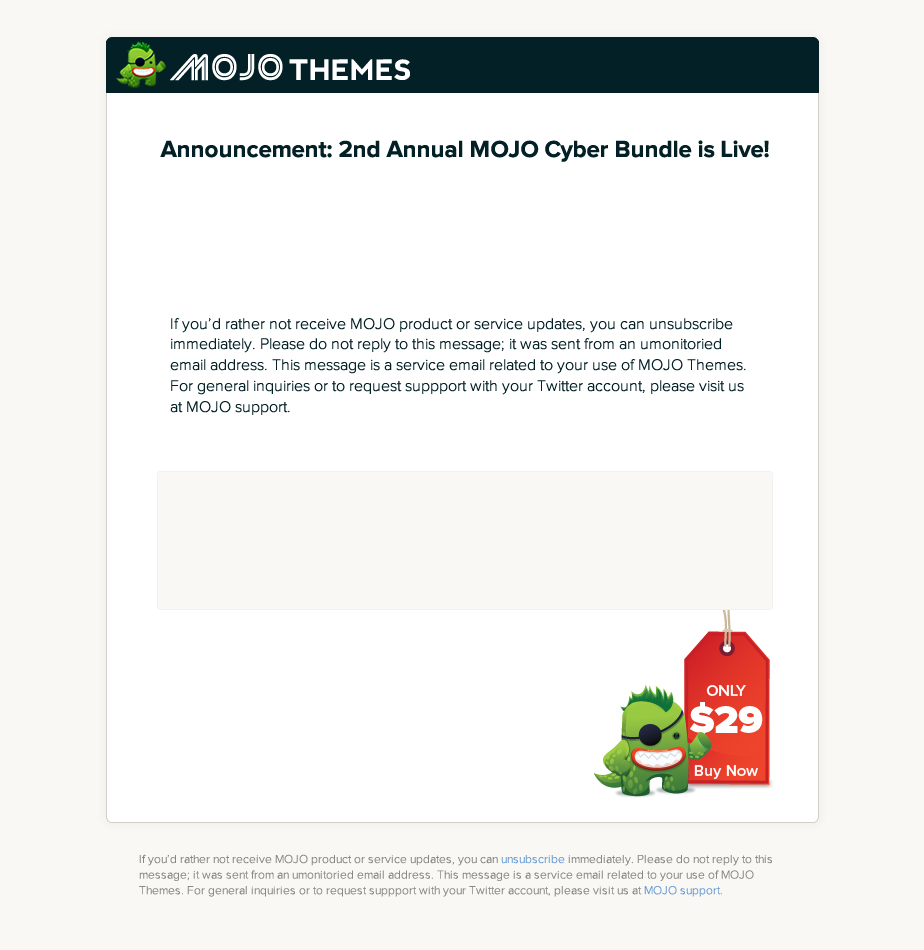 MOJO THEMES
Announcement: 2nd Annual MOJO Cyber Bundle is Live!
If you’d rather not receive MOJO product or service updates, you can unsubscribe
immediately. Please do not reply to this message; it was sent from an umonitoried
email address. This message is a service email related to your use of MOJO Themes.
For general inquiries or to request suppport with your Twitter account, please visit us
at MOJO support.
ONLY
$29
Buy Now
If you’d rather not receive MOJO product or service updates, you can unsubscribe immediately. Please do not reply to this
message; it was sent from an umonitoried email address. This message is a service email related to your use of MOJO
Themes. For general inquiries or to request suppport with your Twitter account, please visit us at MOJO support.